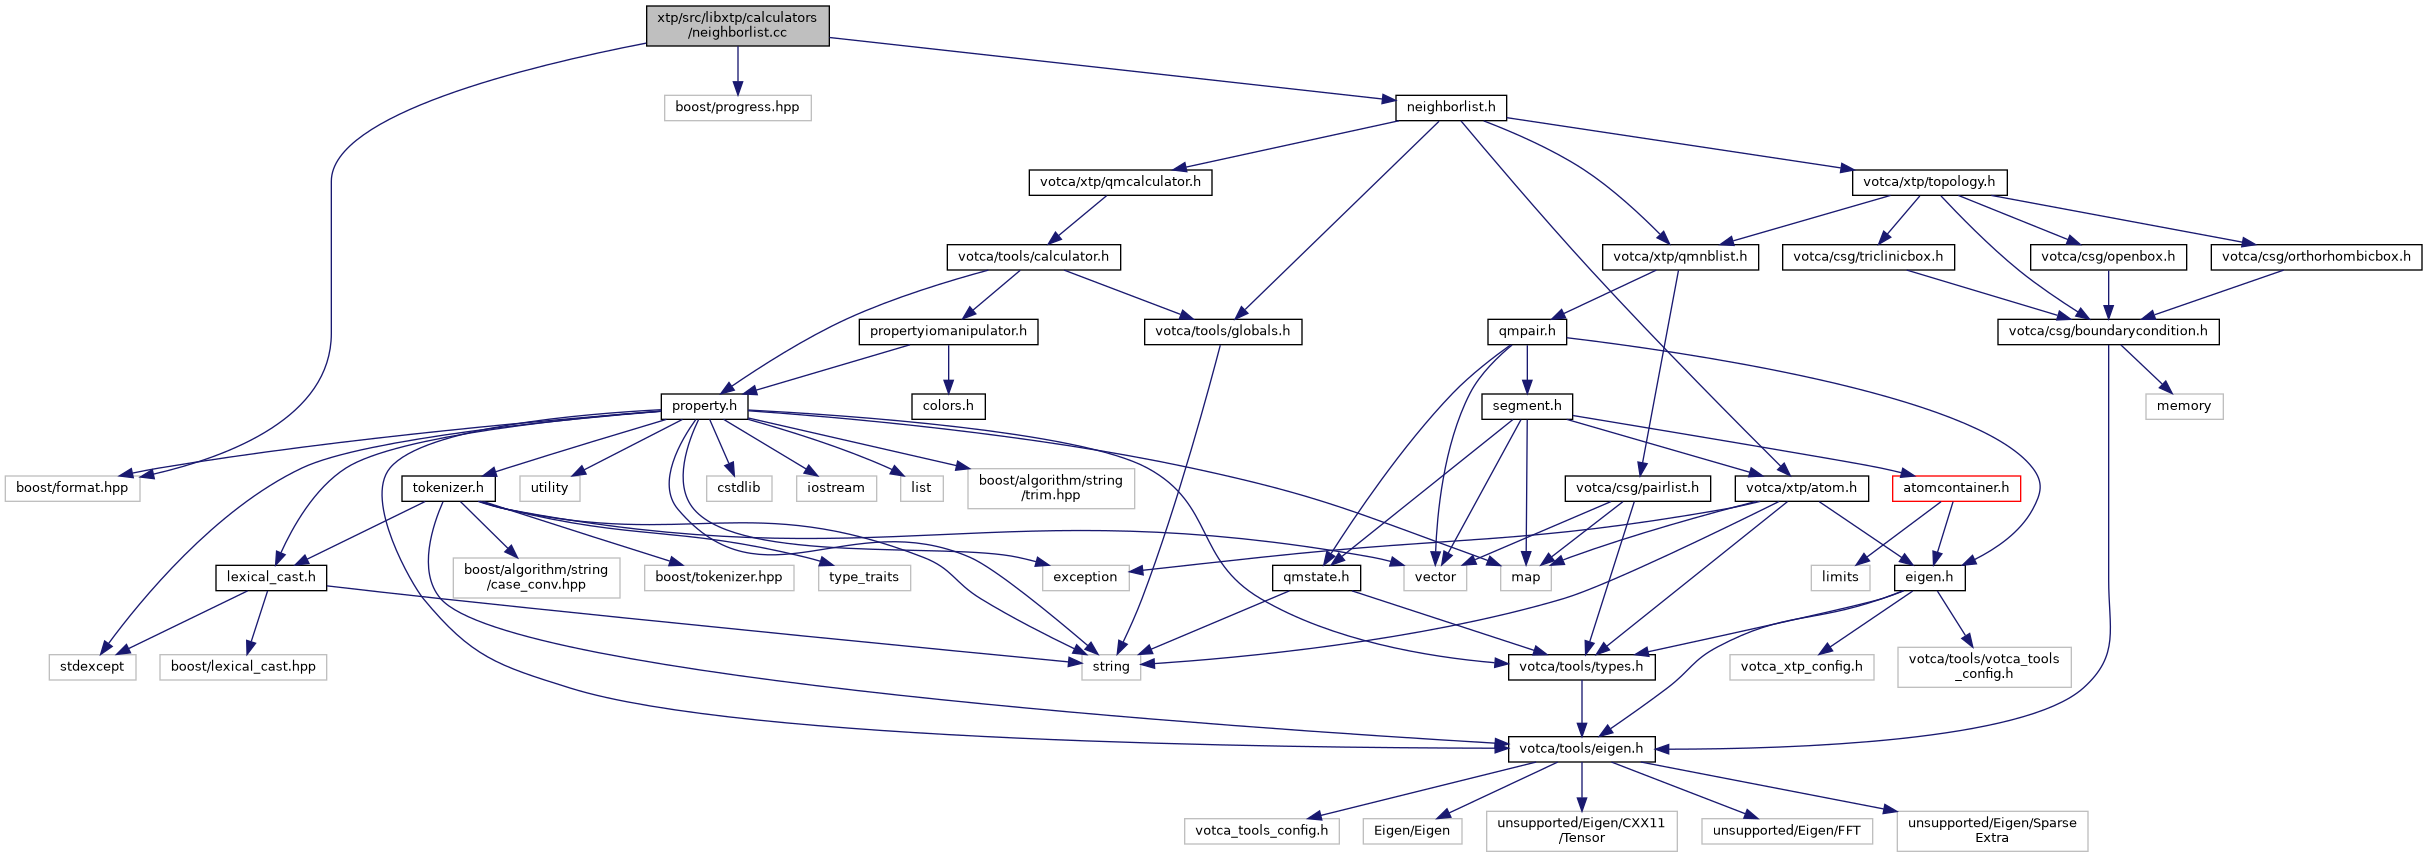 xtp/src/libxtp/calculators
/neighborlist.cc
boost/progress.hpp
neighborlist.h
votca/xtp/qmcalculator.h
votca/xtp/topology.h
votca/tools/calculator.h
votca/xtp/qmnblist.h
votca/csg/triclinicbox.h
votca/csg/openbox.h
votca/csg/orthorhombicbox.h
propertyiomanipulator.h
votca/tools/globals.h
qmpair.h
votca/csg/boundarycondition.h
property.h
colors.h
segment.h
memory
boost/format.hpp
tokenizer.h
utility
cstdlib
iostream
list
boost/algorithm/string
/trim.hpp
votca/csg/pairlist.h
votca/xtp/atom.h
atomcontainer.h
lexical_cast.h
boost/algorithm/string
/case_conv.hpp
boost/tokenizer.hpp
type_traits
exception
qmstate.h
vector
map
limits
eigen.h
stdexcept
boost/lexical_cast.hpp
string
votca/tools/types.h
votca_xtp_config.h
votca/tools/votca_tools
_config.h
votca/tools/eigen.h
votca_tools_config.h
Eigen/Eigen
unsupported/Eigen/CXX11
/Tensor
unsupported/Eigen/FFT
unsupported/Eigen/Sparse
Extra